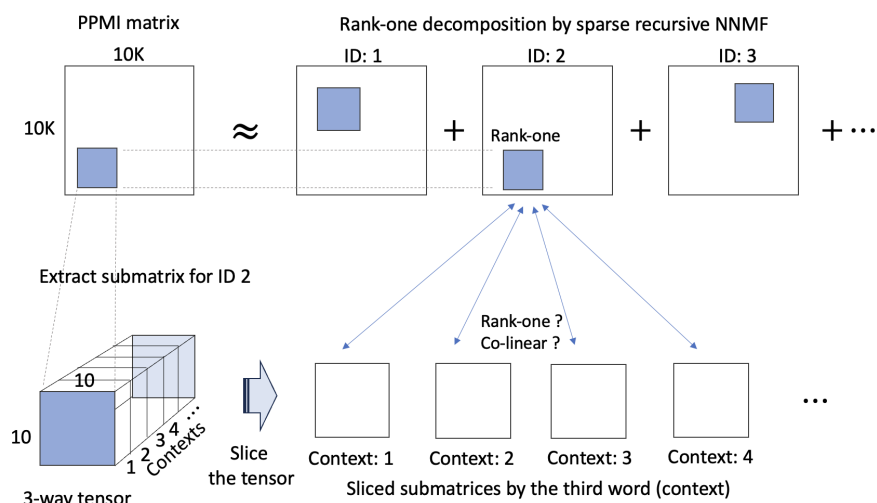 PPMI matrix
Rank-one decomposition by sparse recursive NNMF
10K
ID: 1
ID: 2
ID: 3
10K
≈
+
+
+ ...
Rank-one
Extract submatrix for ID 2
Rank-one ?
Co-linear ?
10
10
1 2 3 4 ...
Contexts
...
Slice
the tensor
Context: 1
Context: 2
Context: 3
Context: 4
3-way tensor
Sliced submatrices by the third word (context)